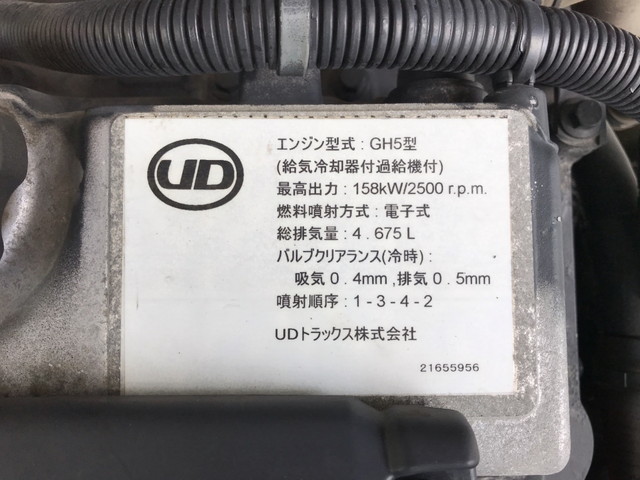 UD
エンジン型式 : GH5型
(給気冷却器付過給機付)
最高出力 : 158kW/2500 r.p.m.
燃料噴射方式 : 電子式
総排気量 : 4 . 675 L
バルブクリアランス(冷時) :
吸気 0 . 4mm , 排気 0 . 5mm
噴射順序 : 1 - 3 - 4 - 2
UDトラックス株式会社
21655956